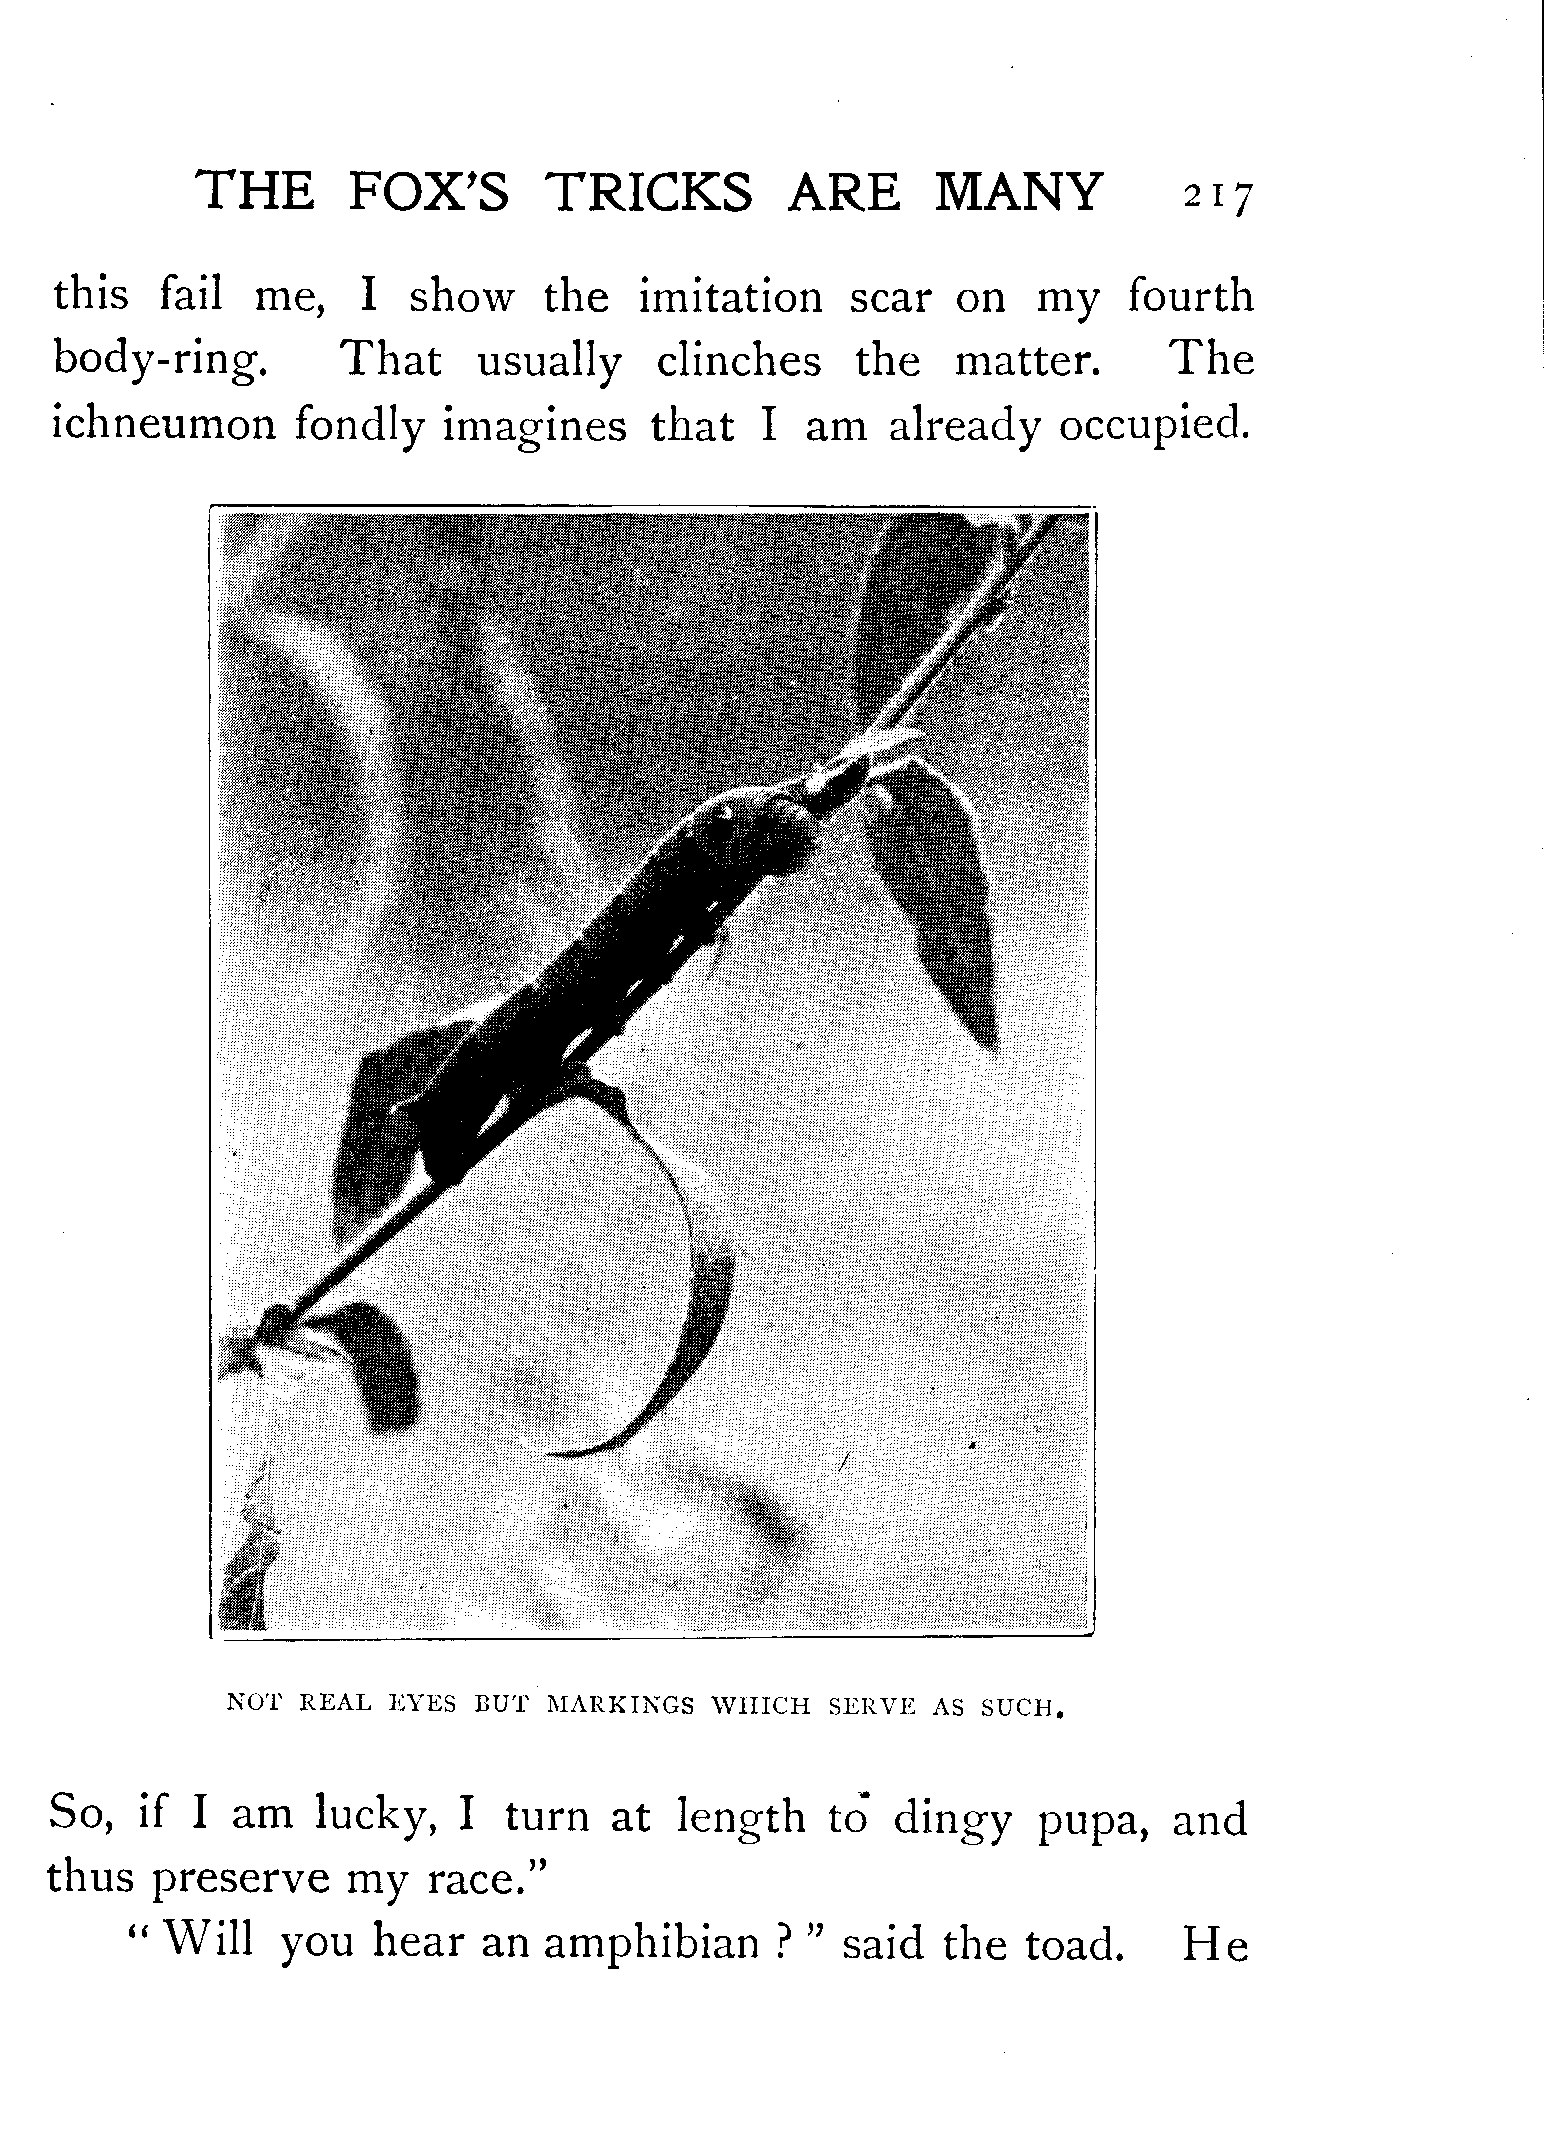 THE FOX'S TRICKS ARE MANY 217
this fail me, I show the imitation scar on my fourth
body-ring. That usually clinches the matter. The
ichneumon fondly imagines that I am already occupied.
NOT REAL EYES BUT MARKINGS WHICH SERVE AS SUCH.
So, if I am lucky, I turn at length to dingy pupa, and
thus preserve my race."
"Will you hear an amphibian?" said the toad. He